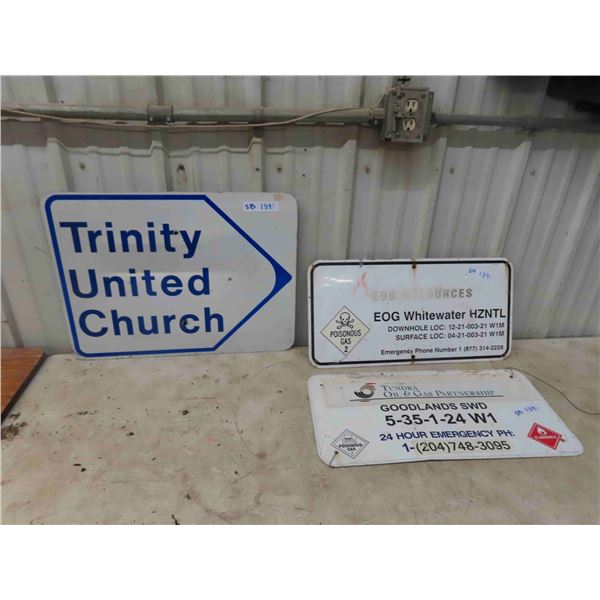 Trinity
United
Church
SB 1391
SB 1391
EOG RESOURCES
EOG Whitewater HZNTL
DOWNHOLE LOC: 12-21-003-21 W1M
SURFACE LOC: 04-21-003-21 W1M
Emergency Phone Number 1 (877) 314-2228
POISONOUS
GAS
2
TUNDRA
OIL & GAS PARTNERSHIP
GOODLANDS SWD
5-35-1-24 W1
SB 1391
24 HOUR EMERGENCY PH:
1-(204)748-3095
POISONOUS
GAS
FLAMMABLE